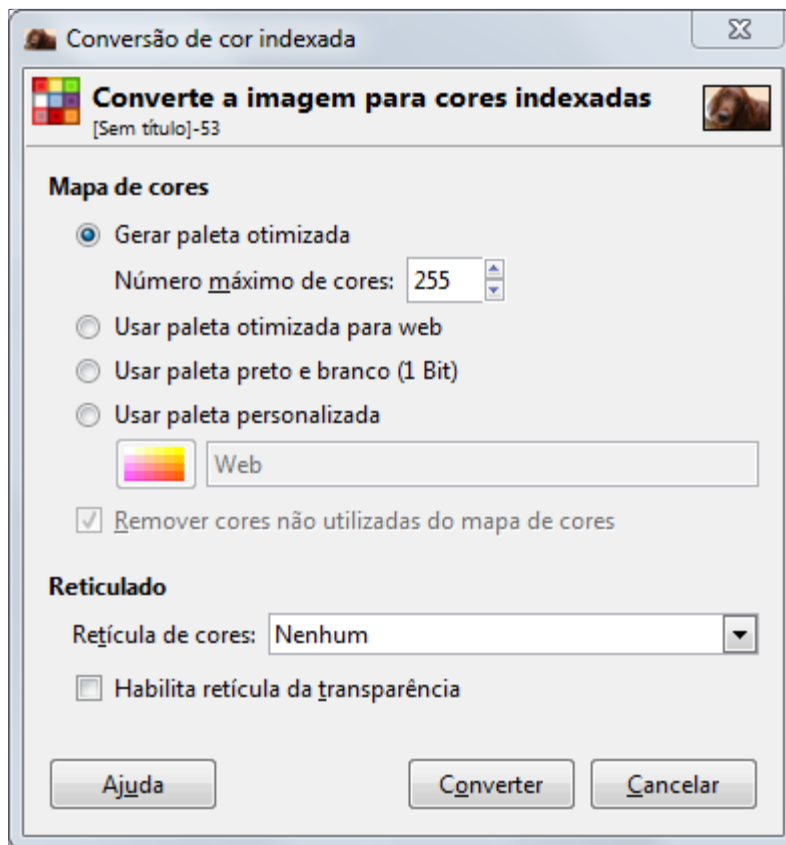 Conversão de cor indexada
Converte a imagem para cores indexadas
[Sem título]-53
Mapa de cores
Gerar paleta otimizada
Número máximo de cores: 255
Usar paleta otimizada para web
Usar paleta preto e branco (1 Bit)
Usar paleta personalizada
Web
Remover cores não utilizadas do mapa de cores
Reticulado
Retícula de cores: Nenhum
Habilita retícula da transparência
Ajuda Converter Cancelar